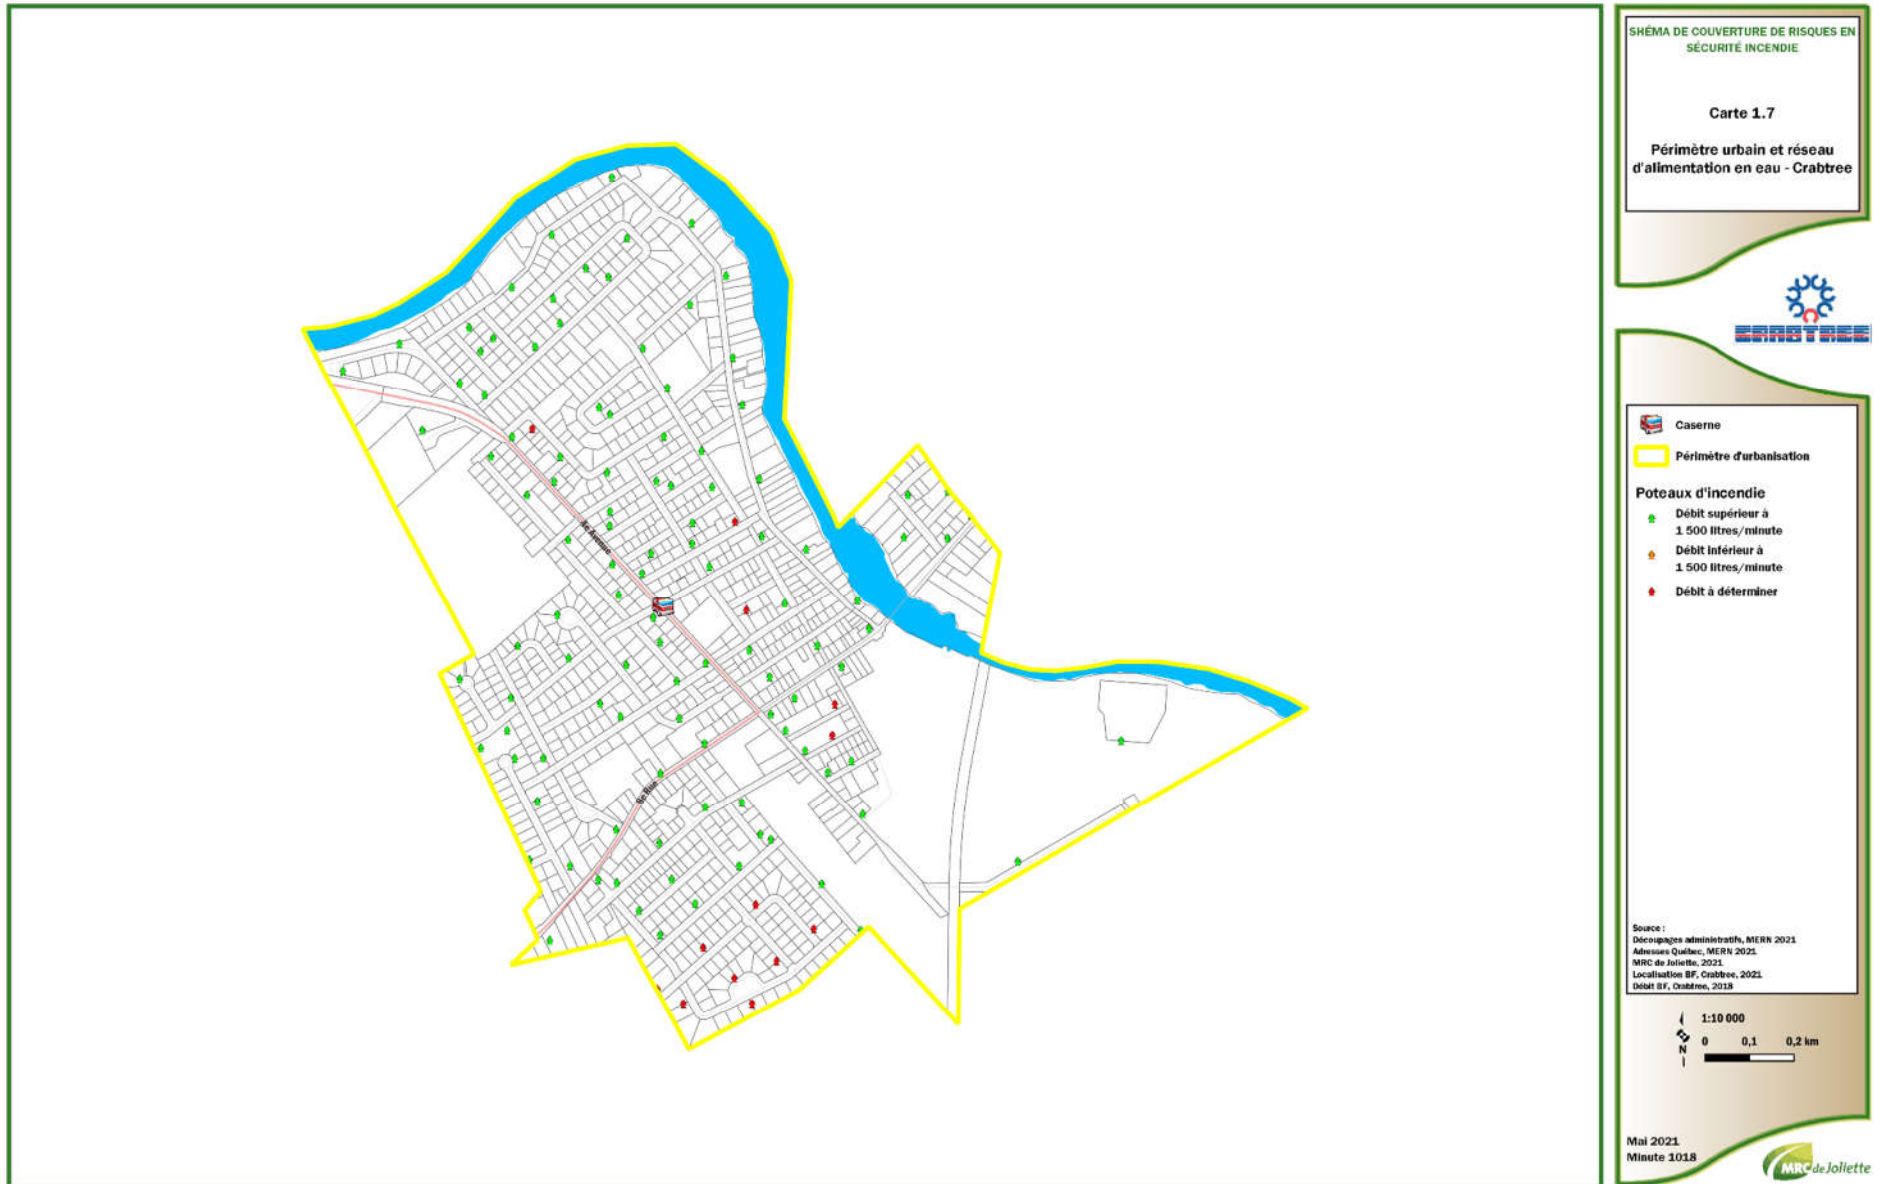 SHÉMA DE COUVERTURE DE RISQUES EN
SÉCURITÉ INCENDIE
Carte 1.7
Périmètre urbain et réseau
d'alimentation en eau - Crabtree
CRABTREE
Caserne
Périmètre d'urbanisation
Poteaux d'incendie
Débit supérieur à
1 500 litres/minute
Débit inférieur à
1 500 litres/minute
Débit à déterminer
4e Avenue
8e Rue
Source :
Découpages administratifs, MERN 2021
Adresses Québec, MERN 2021
MRC de Joliette, 2021
Localisation BF, Crabtree, 2021
Débit BF, Crabtree, 2018
1:10 000
N
0 0,1 0,2 km
Mai 2021
Minute 1018
MRC de Joliette